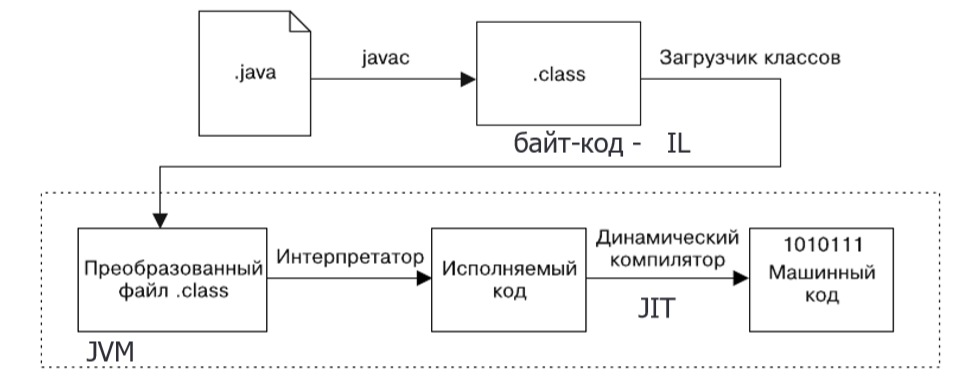 .java
javac
.class
Загрузчик классов
байт-код - IL
Преобразованный
файл .class
Интерпретатор
Исполняемый
код
Динамический
компилятор
JIT
1010111
Машинный
код
JVM